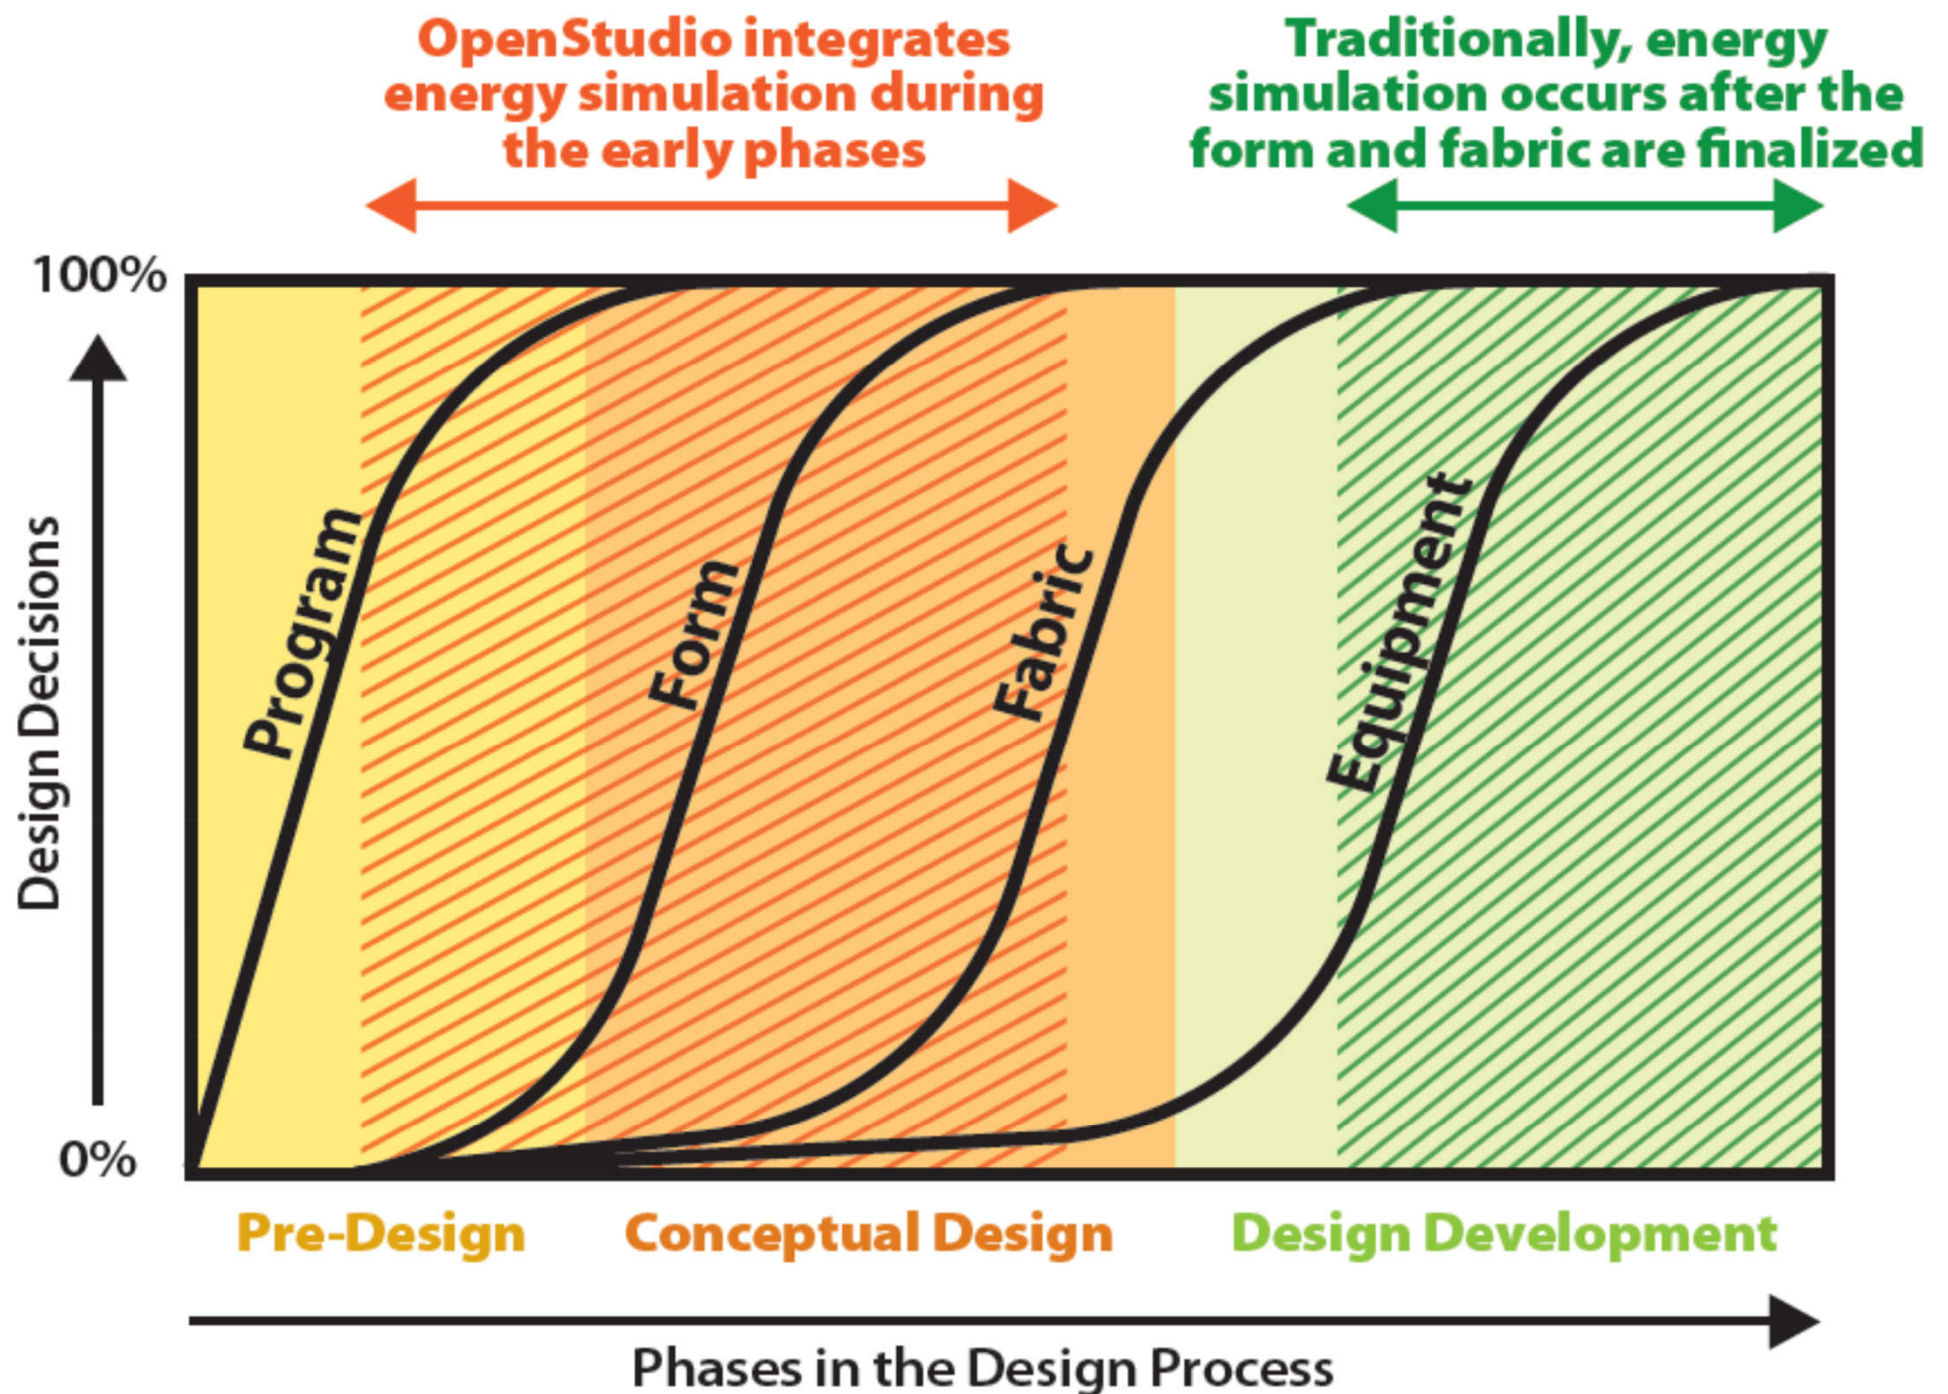 OpenStudio integrates
energy simulation during
the early phases
Traditionally, energy
simulation occurs after the
form and fabric are finalized
100%
Design Decisions
0%
Program
Form
Fabric
Equipment
Pre-Design
Conceptual Design
Design Development
Phases in the Design Process